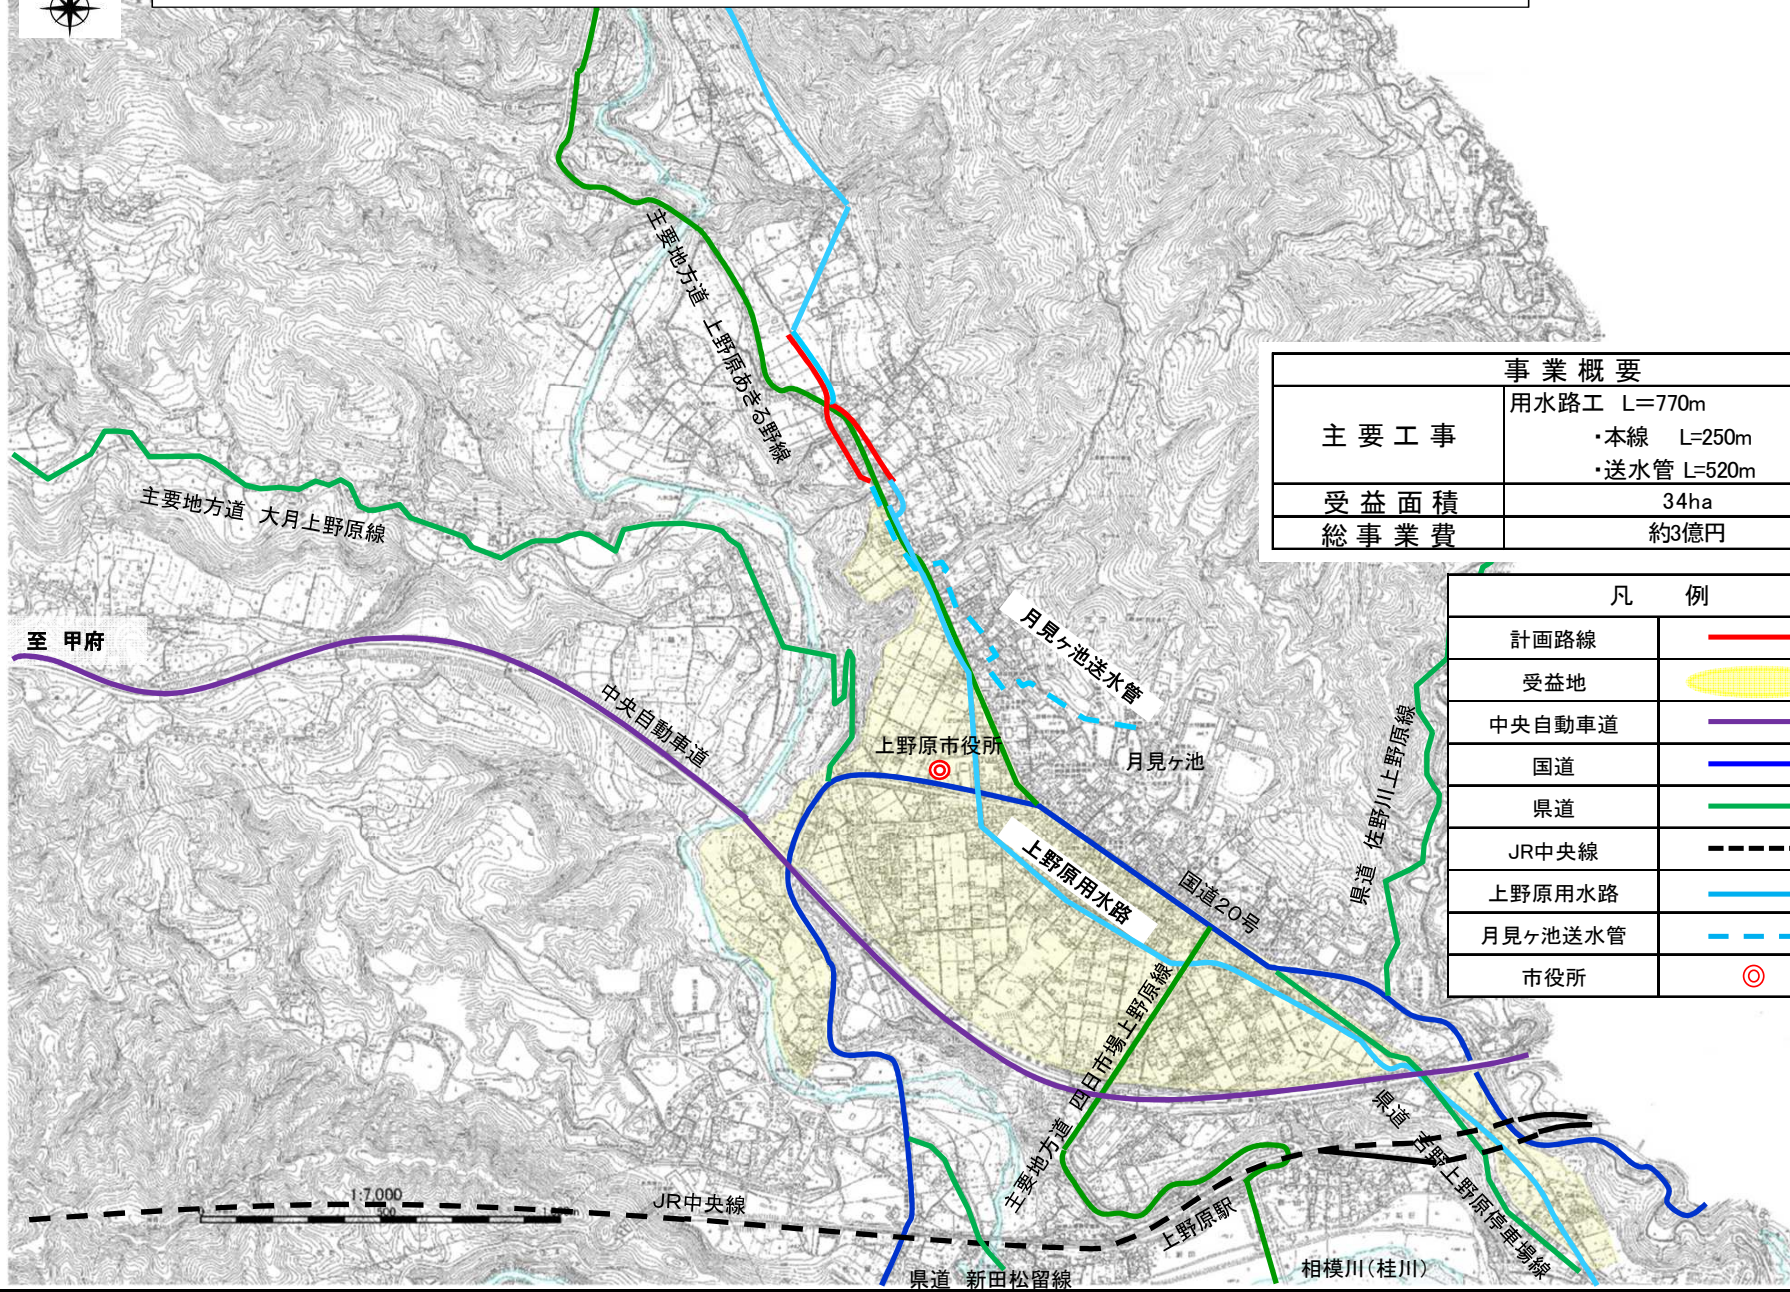 主要地方道 上野原あきる野線
事業概要
主要工事
用水路工 L=770m
・本線 L=250m
・送水管 L=520m
受益面積
34ha
総事業費
約3億円
主要地方道 大月上野原線
凡 例
計画路線
受益地
中央自動車道
国道
県道
JR中央線
上野原用水路
月見ヶ池送水管
市役所
至 甲府
月見ヶ池送水管
中央自動車道
上野原市役所
月見ヶ池
県道 佐野川上野原線
上野原用水路
国道20号
主要地方道 四日市場上野原線
県道 吉野上野原停車場線
1:7,000
500
JR中央線
上野原駅
県道 新田松留線
相模川(桂川)